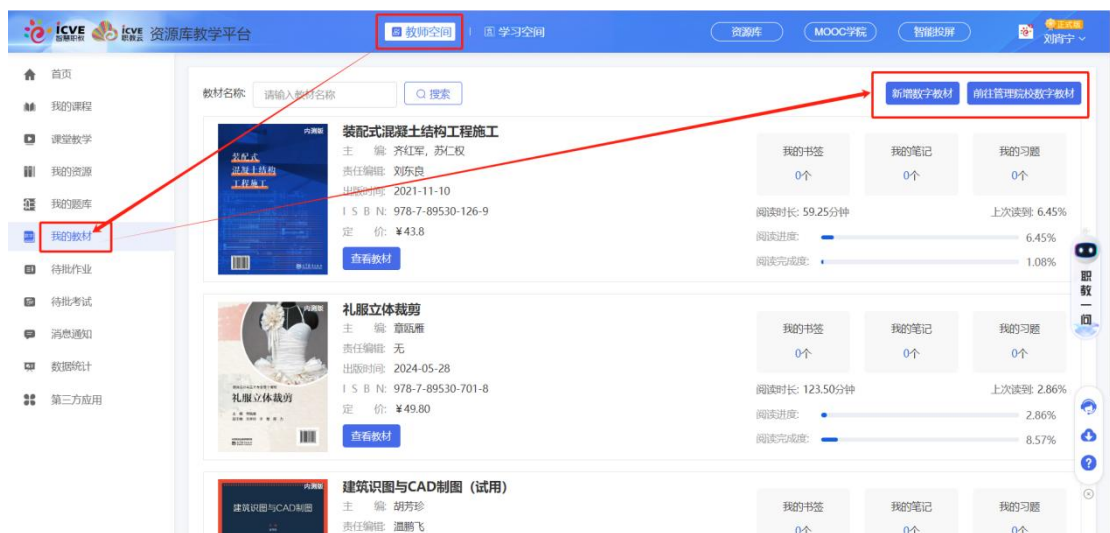 icve 智慧职教 icve 职教云 资源库教学平台
教师空间
学习空间
资源库
MOOC学院
智能投屏
正式版
刘肖宁
首页
我的课程
课堂教学
我的资源
我的题库
我的教材
待批作业
待批考试
消息通知
数据统计
第三方应用
教材名称: 请输入教材名称 搜索
新增数字教材 前往管理院校数字教材
内测版
装配式
混凝土结构
工程施工
装配式混凝土结构工程施工
主 编: 齐红军, 苏仁权
责任编辑: 刘东良
出版时间: 2021-11-10
I S B N: 978-7-89530-126-9
定 价: ¥43.8
查看教材
我的书签 我的笔记 我的习题
0个 0个 0个
阅读时长: 59.25分钟 上次读到: 6.45%
阅读进度: 6.45%
阅读完成度: 1.08%
内测版
礼服立体裁剪
礼服立体裁剪
主 编: 章瓯雁
责任编辑: 无
出版时间: 2024-05-28
I S B N: 978-7-89530-701-8
定 价: ¥49.80
查看教材
我的书签 我的笔记 我的习题
0个 0个 0个
阅读时长: 123.50分钟 上次读到: 2.86%
阅读进度: 2.86%
阅读完成度: 8.57%
内测版
建筑识图与CAD制图
建筑识图与CAD制图（试用）
主 编: 胡芳珍
责任编辑: 温鹏飞
我的书签 我的笔记 我的习题
0个 0个 0个
职教一问